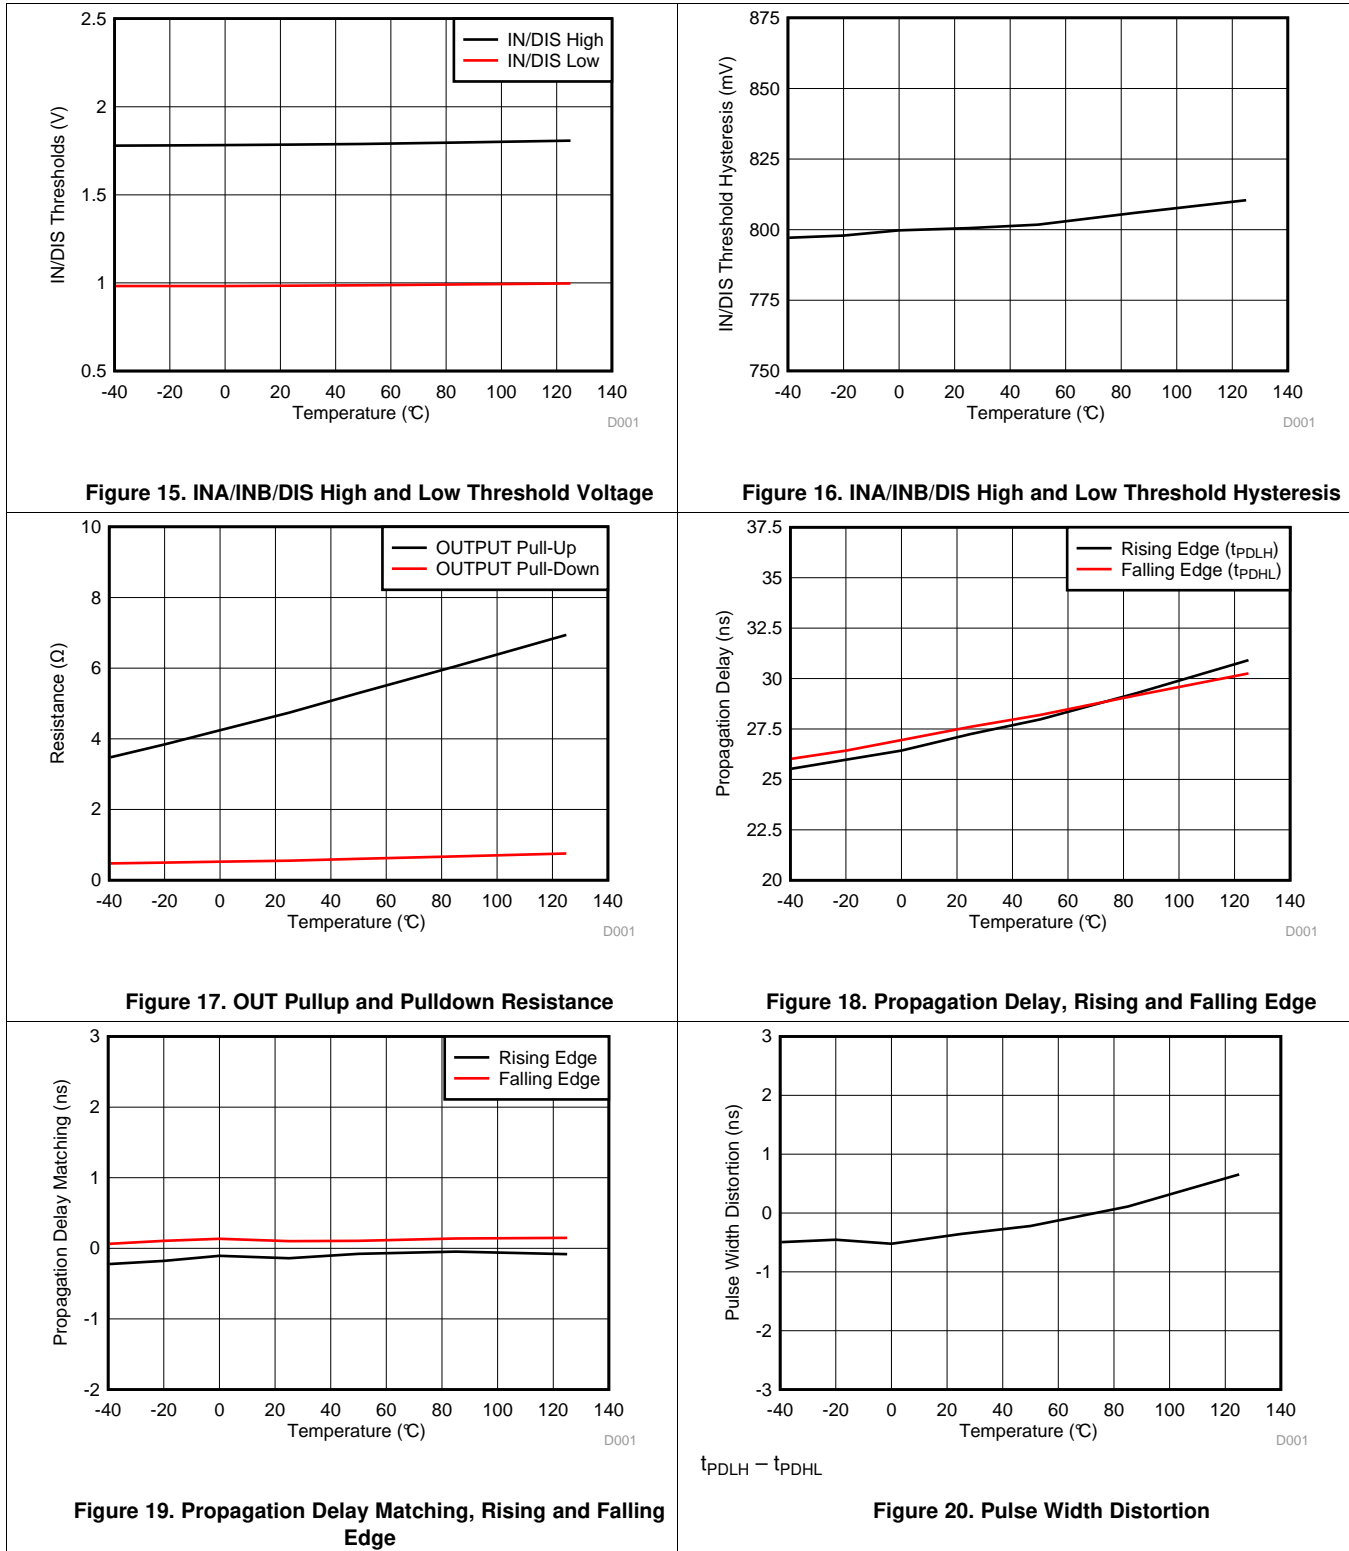 2.5
2
1.5
1
0.5
IN/DIS Thresholds (V)
IN/DIS High
IN/DIS Low
-40 -20 0 20 40 60 80 100 120 140
Temperature (°C)
D001
Figure 15. INA/INB/DIS High and Low Threshold Voltage
875
850
825
800
775
750
IN/DIS Threshold Hysteresis (mV)
-40 -20 0 20 40 60 80 100 120 140
Temperature (°C)
D001
Figure 16. INA/INB/DIS High and Low Threshold Hysteresis
10
8
6
4
2
0
Resistance (Ω)
OUTPUT Pull-Up
OUTPUT Pull-Down
-40 -20 0 20 40 60 80 100 120 140
Temperature (°C)
D001
Figure 17. OUT Pullup and Pulldown Resistance
37.5
35
32.5
30
27.5
25
22.5
20
Propagation Delay (ns)
Rising Edge (tPDLH)
Falling Edge (tPDHL)
-40 -20 0 20 40 60 80 100 120 140
Temperature (°C)
D001
Figure 18. Propagation Delay, Rising and Falling Edge
3
2
1
0
-1
-2
Propagation Delay Matching (ns)
Rising Edge
Falling Edge
-40 -20 0 20 40 60 80 100 120 140
Temperature (°C)
D001
Figure 19. Propagation Delay Matching, Rising and Falling
Edge
3
2
1
0
-1
-2
-3
Pulse Width Distortion (ns)
-40 -20 0 20 40 60 80 100 120 140
Temperature (°C)
D001
tPDLH – tPDHL
Figure 20. Pulse Width Distortion